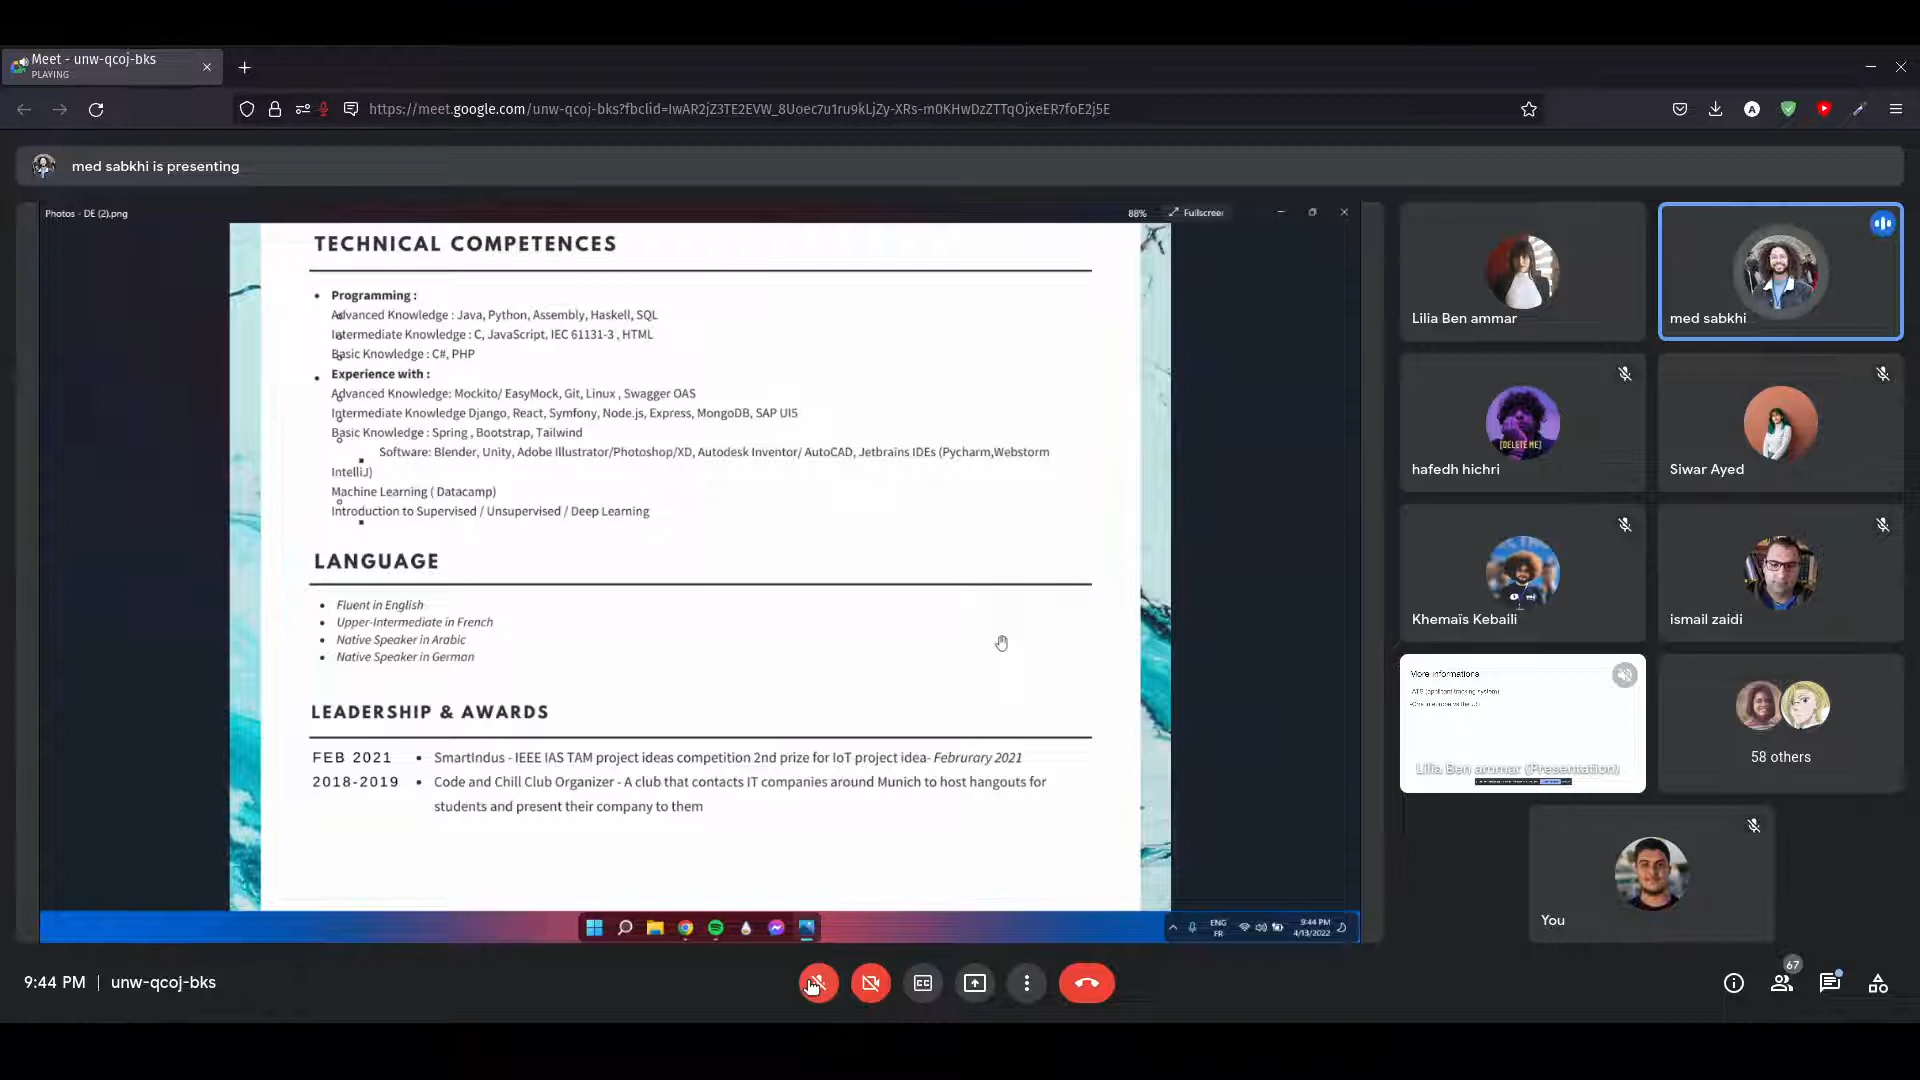 Meet - unw-qcoj-bks
PLAYING
https://meet.google.com/unw-qcoj-bks?fbclid=IwAR2jZ3TE2EVW_8Uoec7u1ru9kLjZy-XRs-m0KHwDzZTTqOjxeER7foE2j5E
med sabkhi is presenting
Photos - DE (2).png
88%
Fullscreen
TECHNICAL COMPETENCES
Programming :
Advanced Knowledge : Java, Python, Assembly, Haskell, SQL
Intermediate Knowledge : C, JavaScript, IEC 61131-3 , HTML
Basic Knowledge : C#, PHP
Experience with :
Advanced Knowledge: Mockito/ EasyMock, Git, Linux , Swagger OAS
Intermediate Knowledge Django, React, Symfony, Node.js, Express, MongoDB, SAP UI5
Basic Knowledge : Spring , Bootstrap, Tailwind
Software: Blender, Unity, Adobe Illustrator/Photoshop/XD, Autodesk Inventor/ AutoCAD, Jetbrains IDEs (Pycharm,Webstorm
IntelliJ)
Machine Learning ( Datacamp)
Introduction to Supervised / Unsupervised / Deep Learning
LANGUAGE
Fluent in English
Upper-Intermediate in French
Native Speaker in Arabic
Native Speaker in German
LEADERSHIP & AWARDS
FEB 2021 SmartIndus - IEEE IAS TAM project ideas competition 2nd prize for IoT project idea- Februrary 2021
2018-2019 Code and Chill Club Organizer - A club that contacts IT companies around Munich to host hangouts for
students and present their company to them
ENG
FR
9:44 PM
4/13/2022
Lilia Ben ammar
med sabkhi
[DELETE ME]
hafedh hichri
Siwar Ayed
Khemaïs Kebaili
ismail zaidi
More informations
Lilia Ben ammar (Presentation)
58 others
You
9:44 PM | unw-qcoj-bks
67